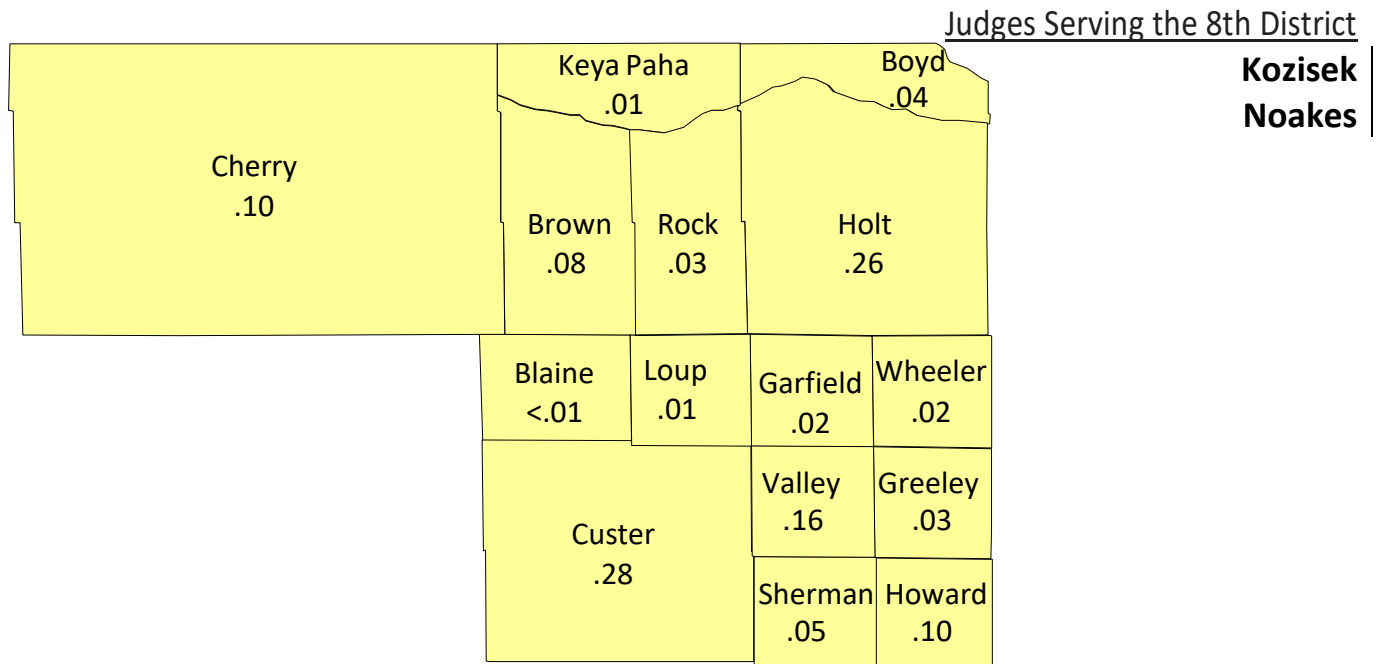 Judges Serving the 8th District
Kozisek
Noakes
Keya Paha
.01
Boyd
.04
Cherry
.10
Brown
.08
Rock
.03
Holt
.26
Blaine
<.01
Loup
.01
Garfield
.02
Wheeler
.02
Custer
.28
Valley
.16
Greeley
.03
Sherman
.05
Howard
.10